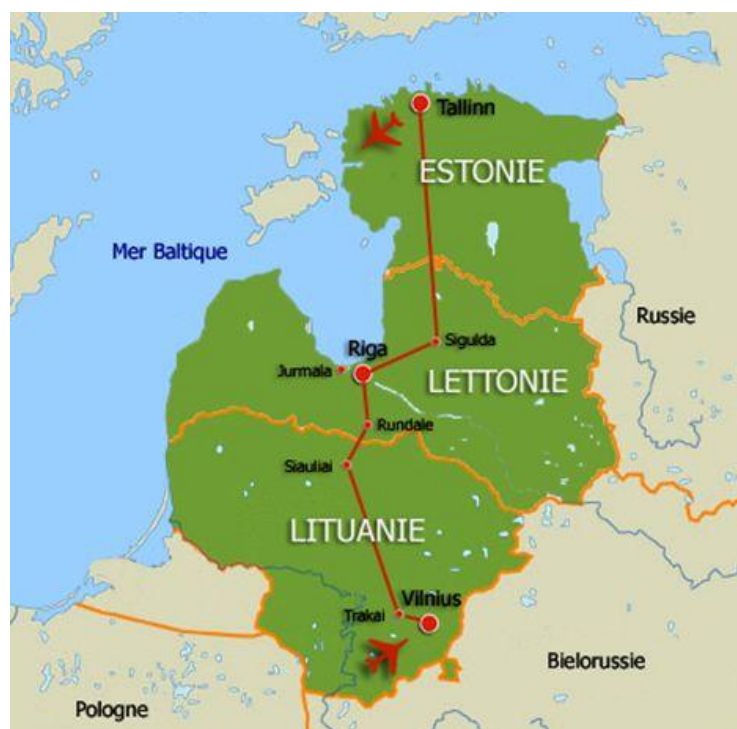 Tallinn
ESTONIE
Mer Baltique
Russie
Sigulda
Riga
Jurmala
LETTONIE
Rundale
Siauliai
LITUANIE
Vilnius
Trakai
Bielorussie
Pologne